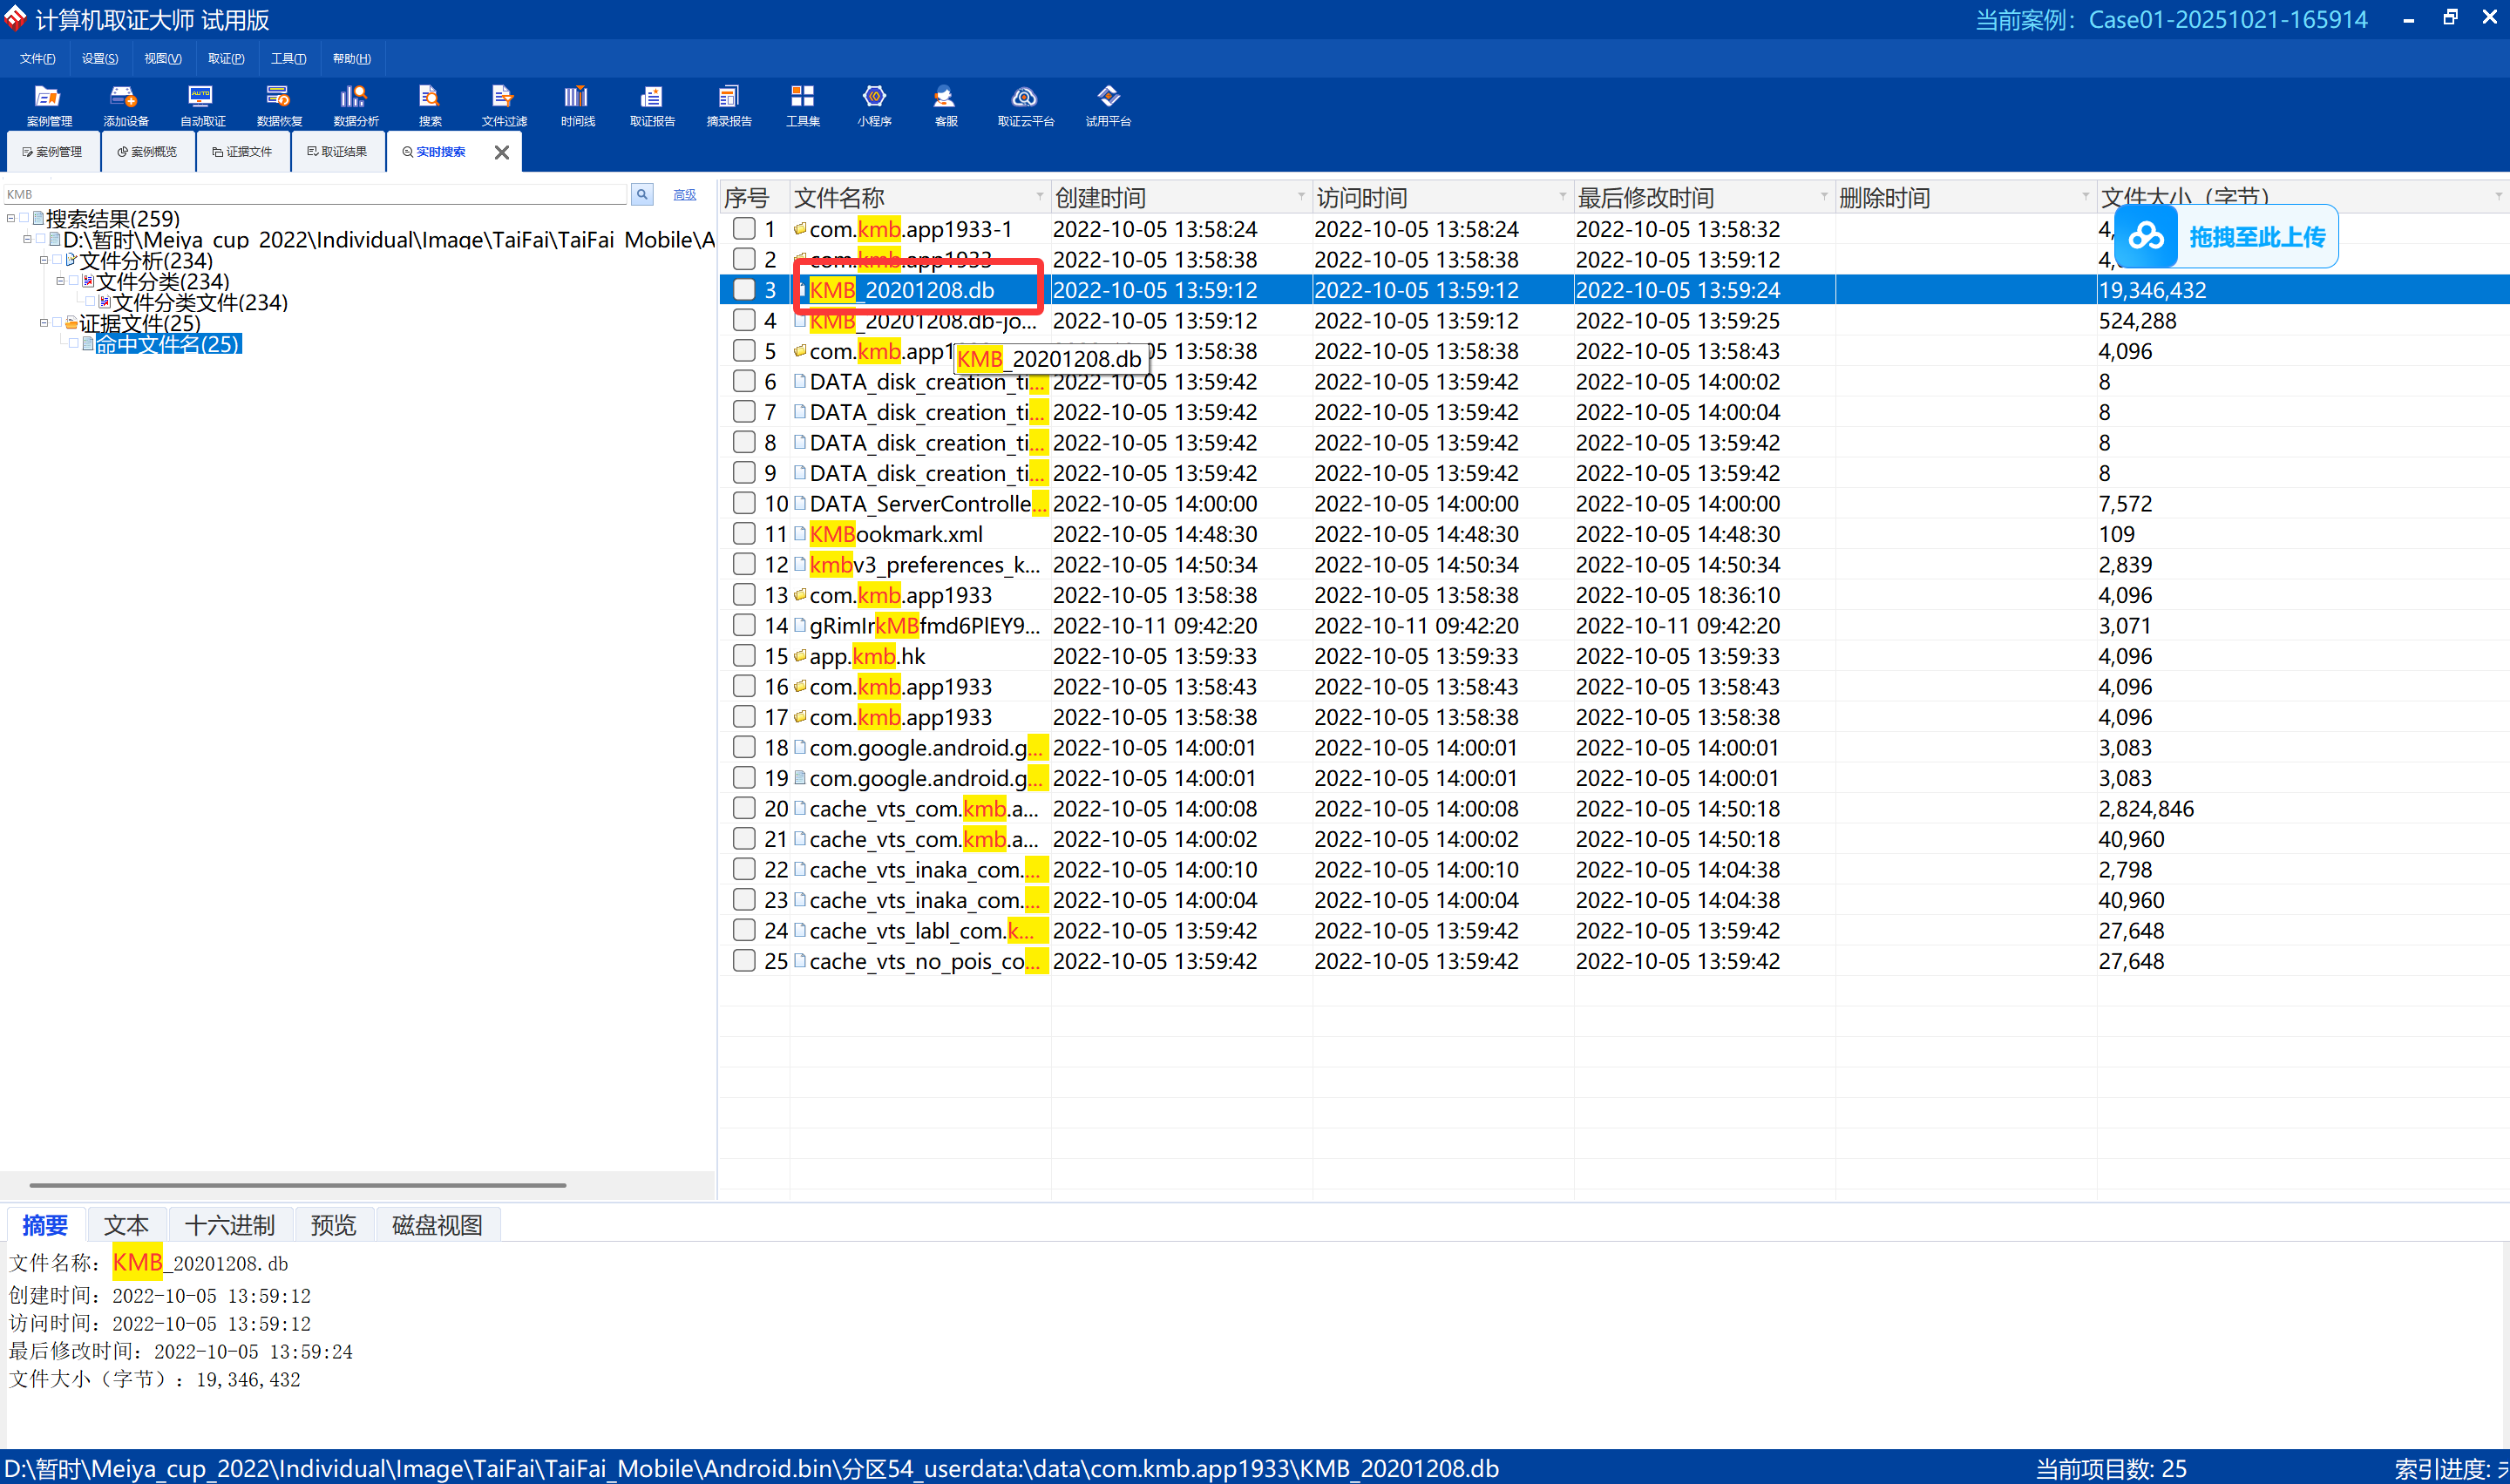 计算机取证大师 试用版
当前案例：Case01-20251021-165914
文件(F) 设置(S) 视图(V) 取证(P) 工具(T) 帮助(H)
案例管理 添加设备 自动取证 数据恢复 数据分析 搜索 文件过滤 时间线 取证报告 摘录报告 工具集 小程序 客服 取证云平台 试用平台
案例管理 案例概览 证据文件 取证结果 实时搜索
KMB 高级
搜索结果(259)
D:\暂时\Meiya_cup_2022\Individual\Image\TaiFai\TaiFai_Mobile\A
文件分析(234)
文件分类(234)
文件分类文件(234)
证据文件(25)
命中文件名(25)
序号 文件名称 创建时间 访问时间 最后修改时间 删除时间 文件大小（字节）
拖拽至此上传
1 com.kmb.app1933-1 2022-10-05 13:58:24 2022-10-05 13:58:24 2022-10-05 13:58:32 4,
2 com.kmb.app1933 2022-10-05 13:58:38 2022-10-05 13:58:38 2022-10-05 13:59:12 4,
3 KMB_20201208.db 2022-10-05 13:59:12 2022-10-05 13:59:12 2022-10-05 13:59:24 19,346,432
4 KMB_20201208.db-jo... 2022-10-05 13:59:12 2022-10-05 13:59:12 2022-10-05 13:59:25 524,288
5 com.kmb.app1 5 13:58:38 2022-10-05 13:58:38 2022-10-05 13:58:43 4,096
KMB_20201208.db
6 DATA_disk_creation_ti... 2022-10-05 13:59:42 2022-10-05 13:59:42 2022-10-05 14:00:02 8
7 DATA_disk_creation_ti... 2022-10-05 13:59:42 2022-10-05 13:59:42 2022-10-05 14:00:04 8
8 DATA_disk_creation_ti... 2022-10-05 13:59:42 2022-10-05 13:59:42 2022-10-05 13:59:42 8
9 DATA_disk_creation_ti... 2022-10-05 13:59:42 2022-10-05 13:59:42 2022-10-05 13:59:42 8
10 DATA_ServerControlle... 2022-10-05 14:00:00 2022-10-05 14:00:00 2022-10-05 14:00:00 7,572
11 KMBookmark.xml 2022-10-05 14:48:30 2022-10-05 14:48:30 2022-10-05 14:48:30 109
12 kmbv3_preferences_k... 2022-10-05 14:50:34 2022-10-05 14:50:34 2022-10-05 14:50:34 2,839
13 com.kmb.app1933 2022-10-05 13:58:38 2022-10-05 13:58:38 2022-10-05 18:36:10 4,096
14 gRimIrkMBfmd6PlEY9... 2022-10-11 09:42:20 2022-10-11 09:42:20 2022-10-11 09:42:20 3,071
15 app.kmb.hk 2022-10-05 13:59:33 2022-10-05 13:59:33 2022-10-05 13:59:33 4,096
16 com.kmb.app1933 2022-10-05 13:58:43 2022-10-05 13:58:43 2022-10-05 13:58:43 4,096
17 com.kmb.app1933 2022-10-05 13:58:38 2022-10-05 13:58:38 2022-10-05 13:58:38 4,096
18 com.google.android.g... 2022-10-05 14:00:01 2022-10-05 14:00:01 2022-10-05 14:00:01 3,083
19 com.google.android.g... 2022-10-05 14:00:01 2022-10-05 14:00:01 2022-10-05 14:00:01 3,083
20 cache_vts_com.kmb.a... 2022-10-05 14:00:08 2022-10-05 14:00:08 2022-10-05 14:50:18 2,824,846
21 cache_vts_com.kmb.a... 2022-10-05 14:00:02 2022-10-05 14:00:02 2022-10-05 14:50:18 40,960
22 cache_vts_inaka_com.... 2022-10-05 14:00:10 2022-10-05 14:00:10 2022-10-05 14:04:38 2,798
23 cache_vts_inaka_com.... 2022-10-05 14:00:04 2022-10-05 14:00:04 2022-10-05 14:04:38 40,960
24 cache_vts_labl_com.k... 2022-10-05 13:59:42 2022-10-05 13:59:42 2022-10-05 13:59:42 27,648
25 cache_vts_no_pois_co... 2022-10-05 13:59:42 2022-10-05 13:59:42 2022-10-05 13:59:42 27,648
摘要 文本 十六进制 预览 磁盘视图
文件名称：KMB_20201208.db
创建时间：2022-10-05 13:59:12
访问时间：2022-10-05 13:59:12
最后修改时间：2022-10-05 13:59:24
文件大小（字节）：19,346,432
D:\暂时\Meiya_cup_2022\Individual\Image\TaiFai\TaiFai_Mobile\Android.bin\分区54_userdata:\data\com.kmb.app1933\KMB_20201208.db 当前项目数: 25 索引进度: